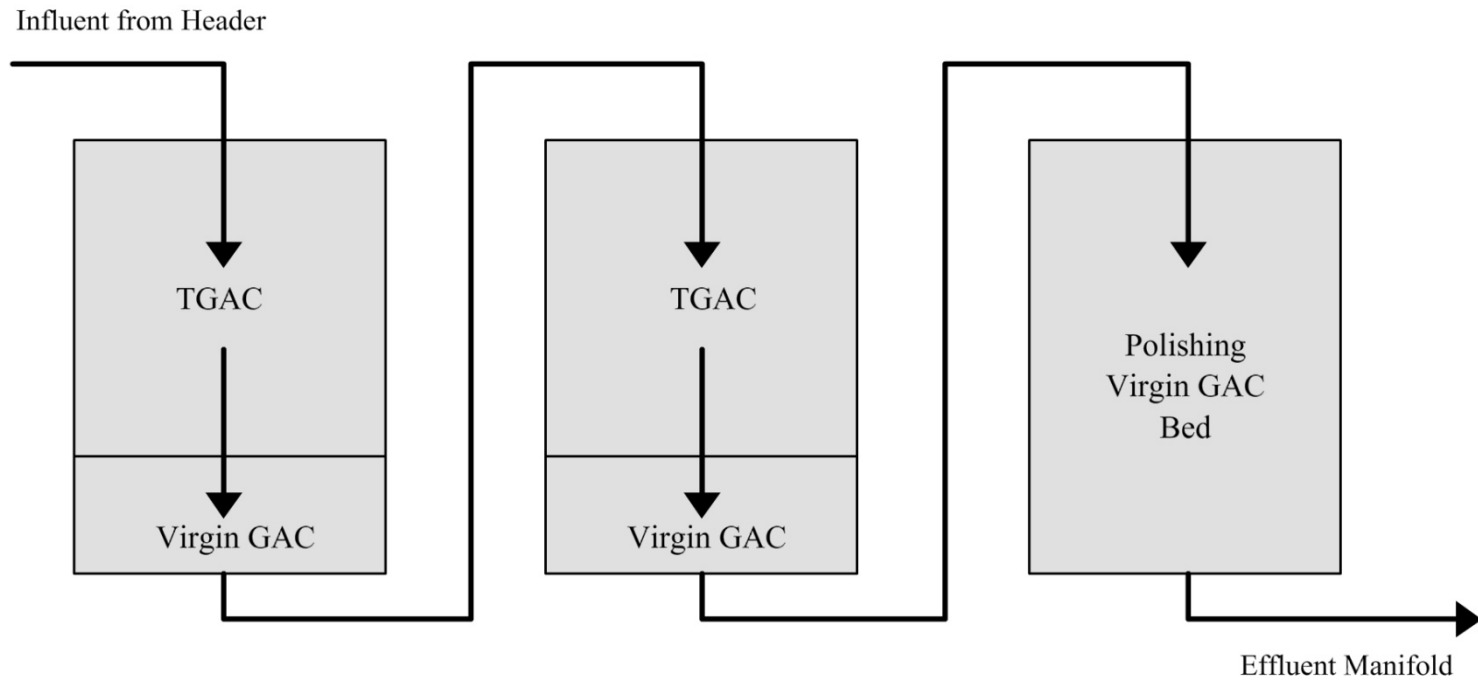 Influent from Header
TGAC
Virgin GAC
TGAC
Virgin GAC
Polishing
Virgin GAC
Bed
Effluent Manifold